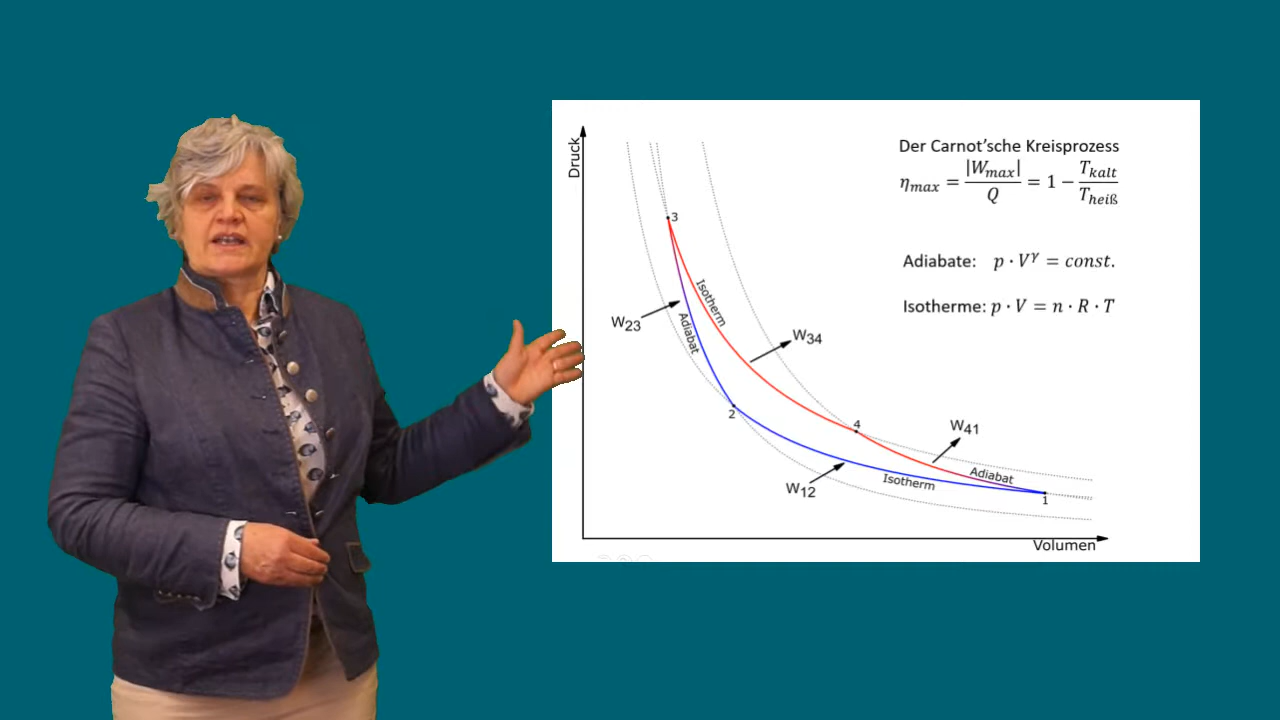 Druck
Der Carnot'sche Kreisprozess
η_max = |W_max| / Q = 1 − T_kalt / T_heiß
Adiabate: p · V^γ = const.
Isotherme: p · V = n · R · T
3
Isotherm
W23
Adiabat
W34
2
4
W41
W12
Isotherm
Adiabat
1
Volumen